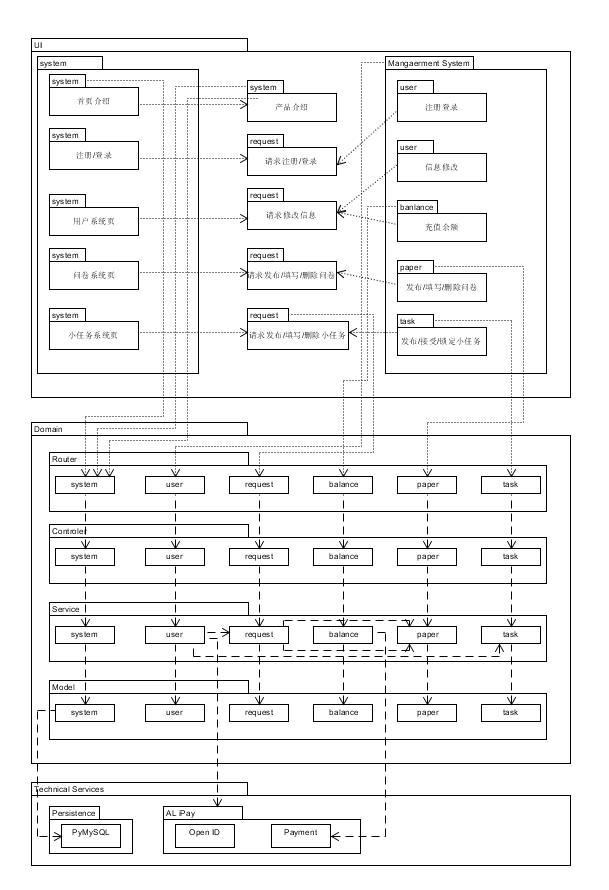 UI
system
Mangaerment System
system
首页介绍
system
产品介绍
user
注册登录
system
注册/登录
request
请求注册/登录
user
信息修改
system
用户系统页
request
请求修改信息
banlance
充值余额
system
问卷系统页
request
请求发布/填写/删除问卷
paper
发布/填写/删除问卷
system
小任务系统页
request
请求发布/填写/删除小任务
task
发布/接受/锁定小任务
Domain
Router
system
user
request
balance
paper
task
Controler
system
user
request
balance
paper
task
Service
system
user
request
balance
paper
task
Model
system
user
request
balance
paper
task
Technical Services
Persistence
PyMySQL
AL iPay
Open ID
Payment